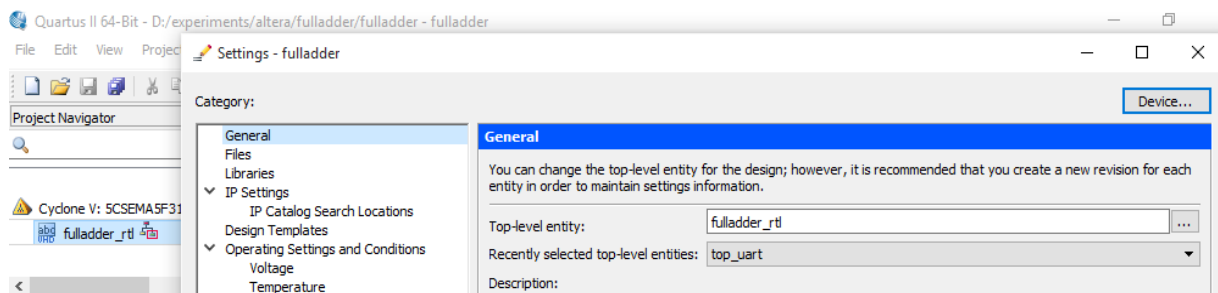 Quartus II 64-Bit - D:/experiments/altera/fulladder/fulladder - fulladder
File Edit View Projec
Settings - fulladder
Category:
Device...
Project Navigator
General
Files
Libraries
IP Settings
IP Catalog Search Locations
Design Templates
Operating Settings and Conditions
Voltage
Temperature
General
You can change the top-level entity for the design; however, it is recommended that you create a new revision for each
entity in order to maintain settings information.
Top-level entity: fulladder_rtl ...
Recently selected top-level entities: top_uart
Description:
Cyclone V: 5CSEMA5F31
abd
VHD
fulladder_rtl